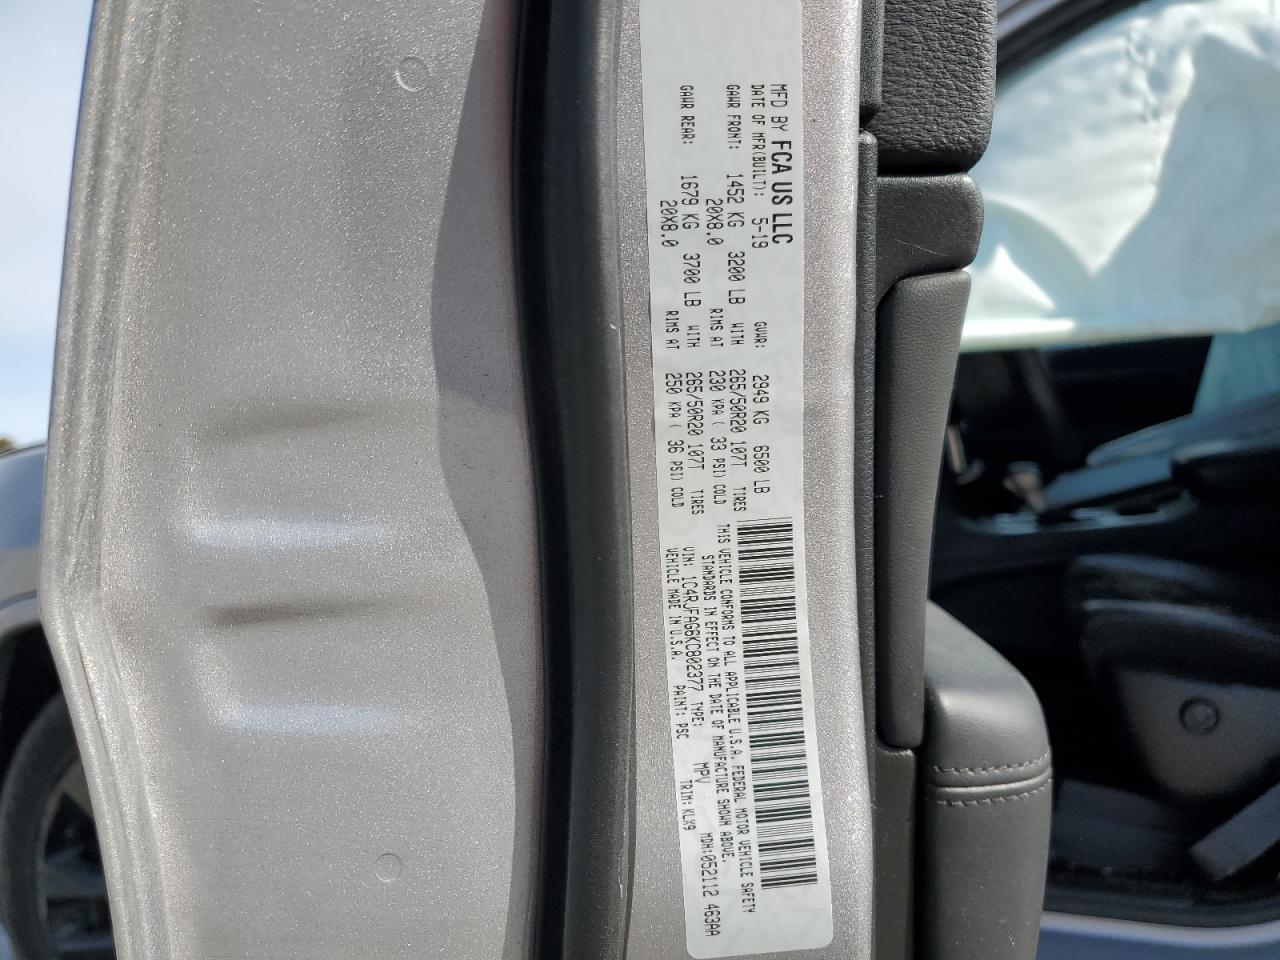 MFD BY FCA US LLC
DATE OF MFR(BUILT): 5-19 GVWR: 2949 KG 6500 LB
GAWR FRONT: 1452 KG 3200 LB WITH 265/50R20 107T TIRES
20X8.0 RIMS AT 230 KPA ( 33 PSI) COLD
GAWR REAR: 1679 KG 3700 LB WITH 265/50R20 107T TIRES
20X8.0 RIMS AT 250 KPA ( 36 PSI) COLD
THIS VEHICLE CONFORMS TO ALL APPLICABLE U.S.A. FEDERAL MOTOR VEHICLE SAFETY
STANDARDS IN EFFECT ON THE DATE OF MANUFACTURE SHOWN ABOVE.
VIN: 1C4RJFAG6KC802377 TYPE: MPV MDH:052112 463AA
VEHICLE MADE IN U.S.A. PAINT: PSC TRIM:KLX9